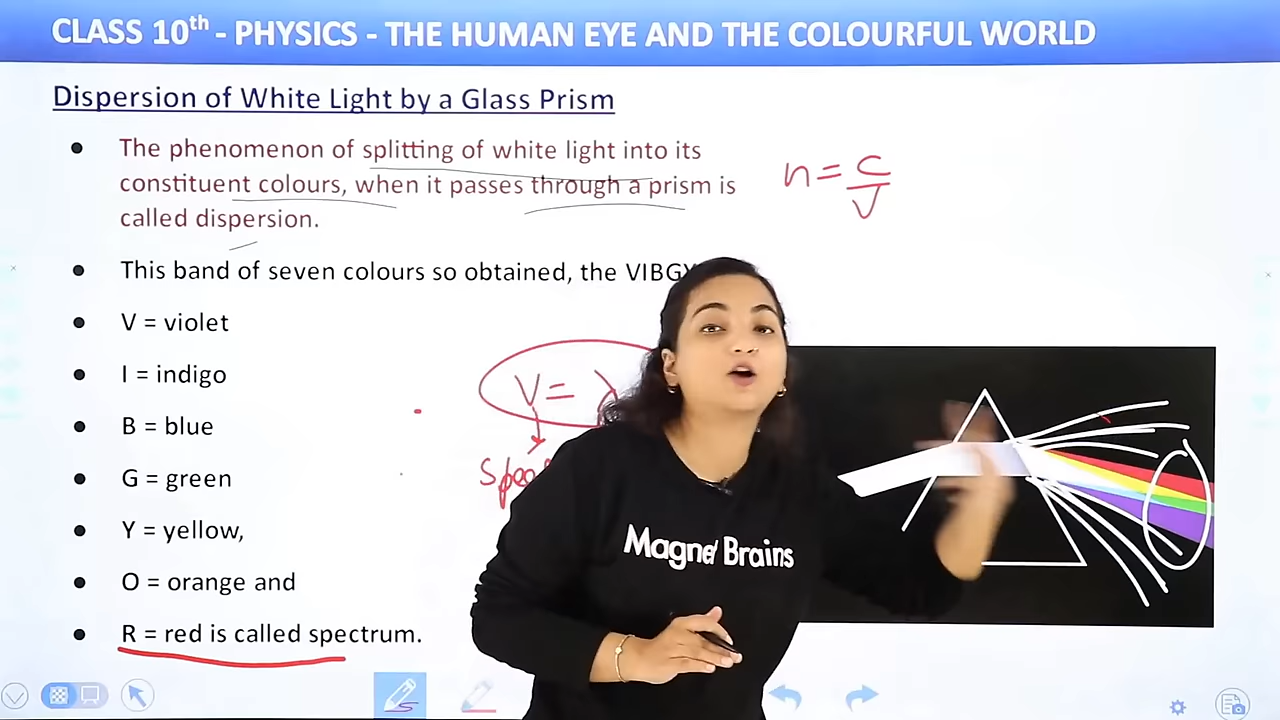 CLASS 10th - PHYSICS - THE HUMAN EYE AND THE COLOURFUL WORLD
Dispersion of White Light by a Glass Prism
• The phenomenon of splitting of white light into its
constituent colours, when it passes through a prism is
called dispersion.
n = c/v
• This band of seven colours so obtained, the
• V = violet
• I = indigo
V = λ
• B = blue
• G = green
• Y = yellow,
• O = orange and
• R = red is called spectrum.
Magnet Brains